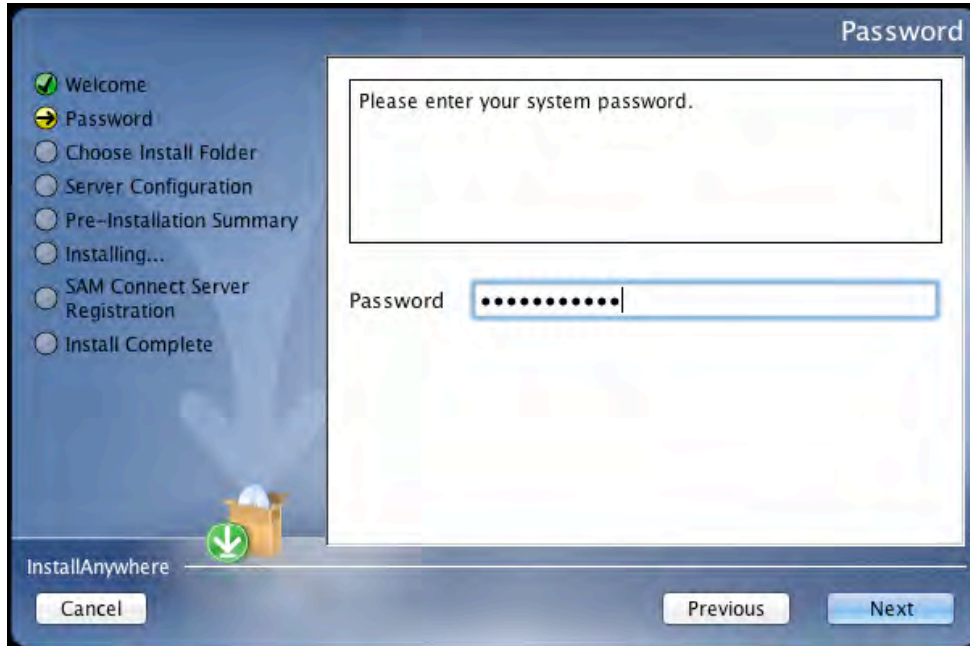 Password
Welcome
Password
Choose Install Folder
Server Configuration
Pre-Installation Summary
Installing...
SAM Connect Server
Registration
Install Complete
Please enter your system password.
Password •••••••••••
InstallAnywhere
Cancel
Previous
Next